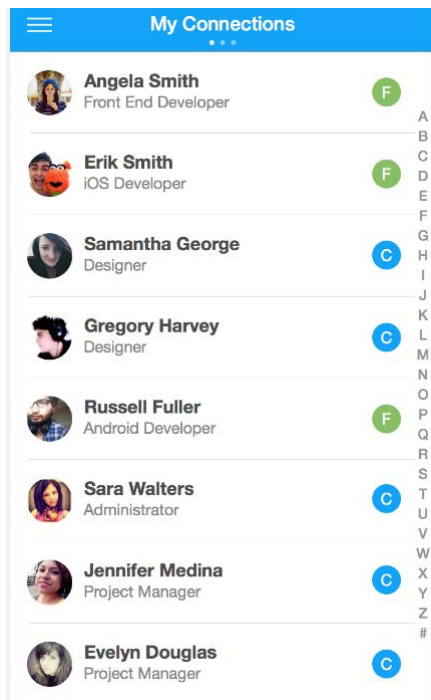 My Connections
Angela Smith
Front End Developer
F
Erik Smith
iOS Developer
F
Samantha George
Designer
C
Gregory Harvey
Designer
C
Russell Fuller
Android Developer
F
Sara Walters
Administrator
C
Jennifer Medina
Project Manager
C
Evelyn Douglas
Project Manager
C
A
B
C
D
E
F
G
H
I
J
K
L
M
N
O
P
Q
R
S
T
U
V
W
X
Y
Z
#